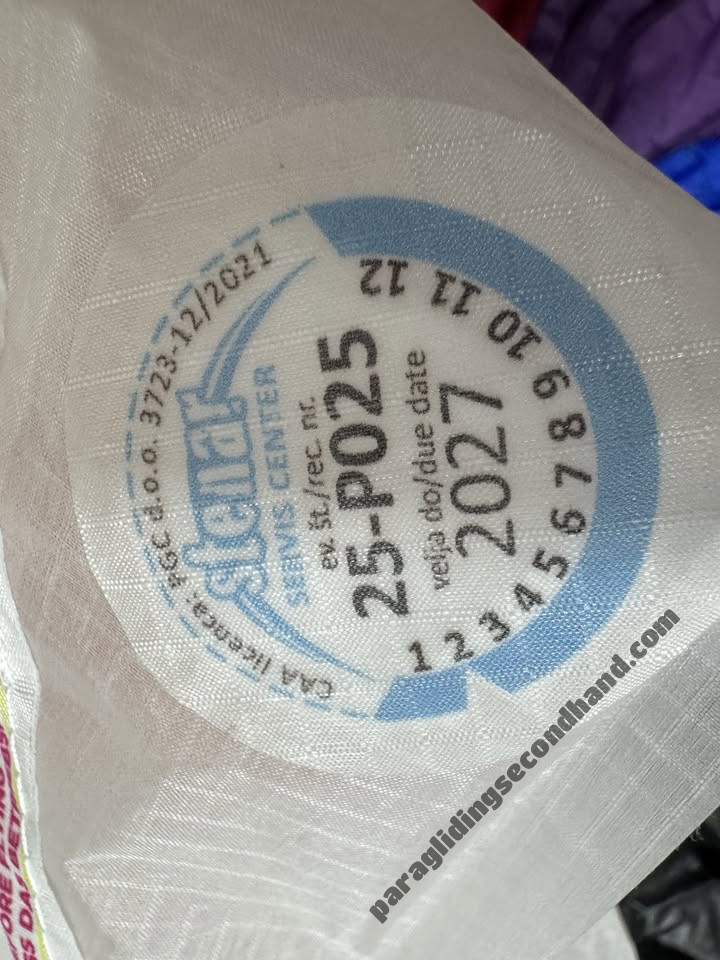 CAA licenca: PGC d.o.o. 3723-12/2021
stenar
SERVIS CENTER
ev. št./rec. nr.
25-P025
velja do/due date
2027
1 2 3 4 5 6 7 8 9 10 11 12
paraglidingsecondhand.com